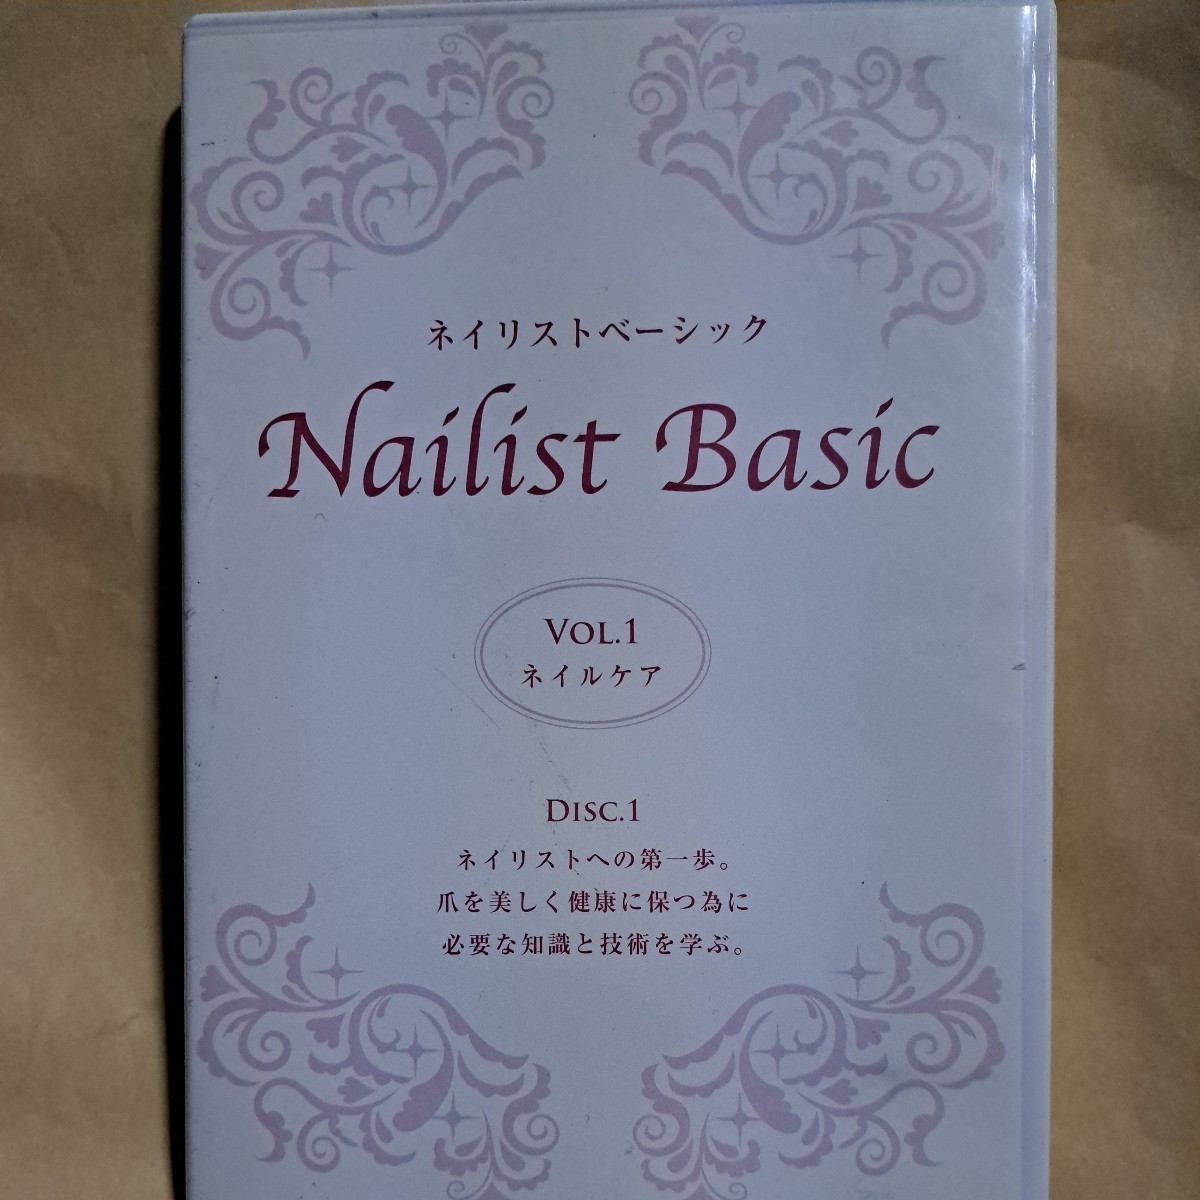 ネイリストベーシック
Nailist Basic
VOL.1
ネイルケア
DISC.1
ネイリストへの第一歩。
爪を美しく健康に保つ為に
必要な知識と技術を学ぶ。